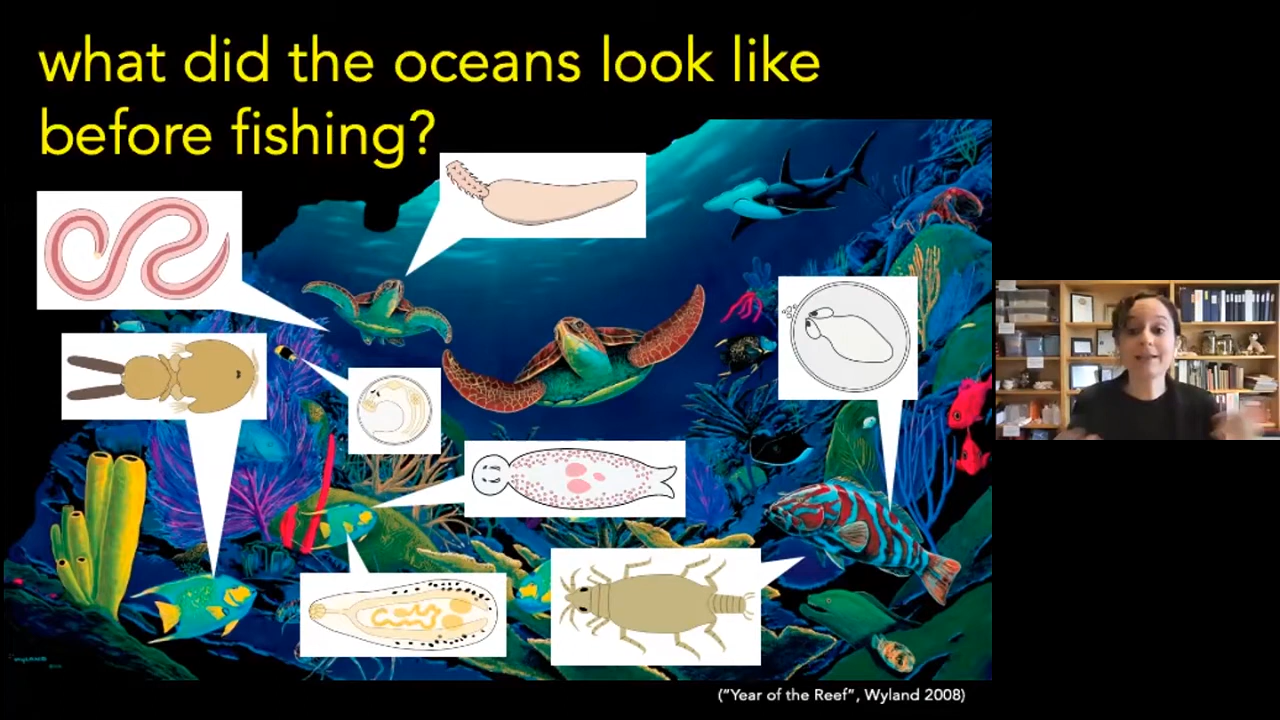 what did the oceans look like
before fishing?
("Year of the Reef", Wyland 2008)